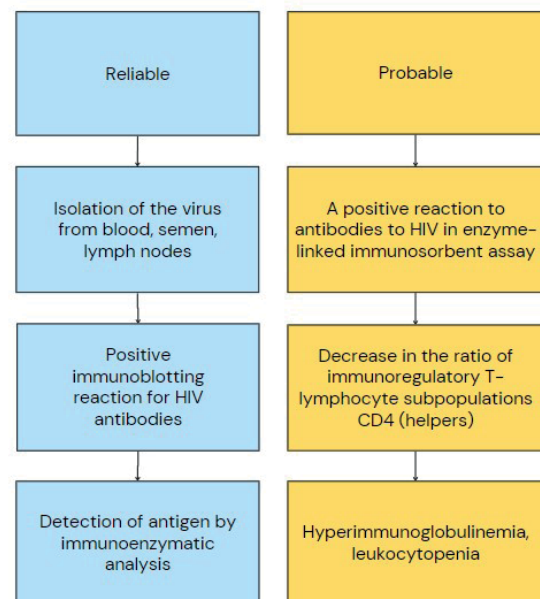 Reliable
Isolation of the virus
from blood, semen,
lymph nodes
Positive
immunoblotting
reaction for HIV
antibodies
Detection of antigen by
immunoenzymatic
analysis
Probable
A positive reaction to
antibodies to HIV in enzyme-
linked immunosorbent assay
Decrease in the ratio of
immunoregulatory T-
lymphocyte subpopulations
CD4 (helpers)
Hyperimmunoglobulinemia,
leukocytopenia